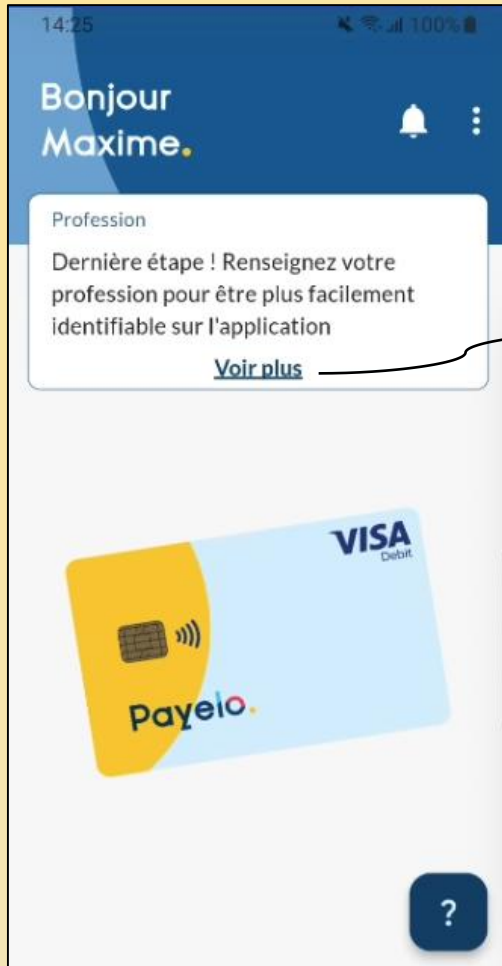 14:25 100%
Bonjour
Maxime.
Profession
Dernière étape ! Renseignez votre
profession pour être plus facilement
identifiable sur l'application
Voir plus
VISA
Debit
Payelo.
?